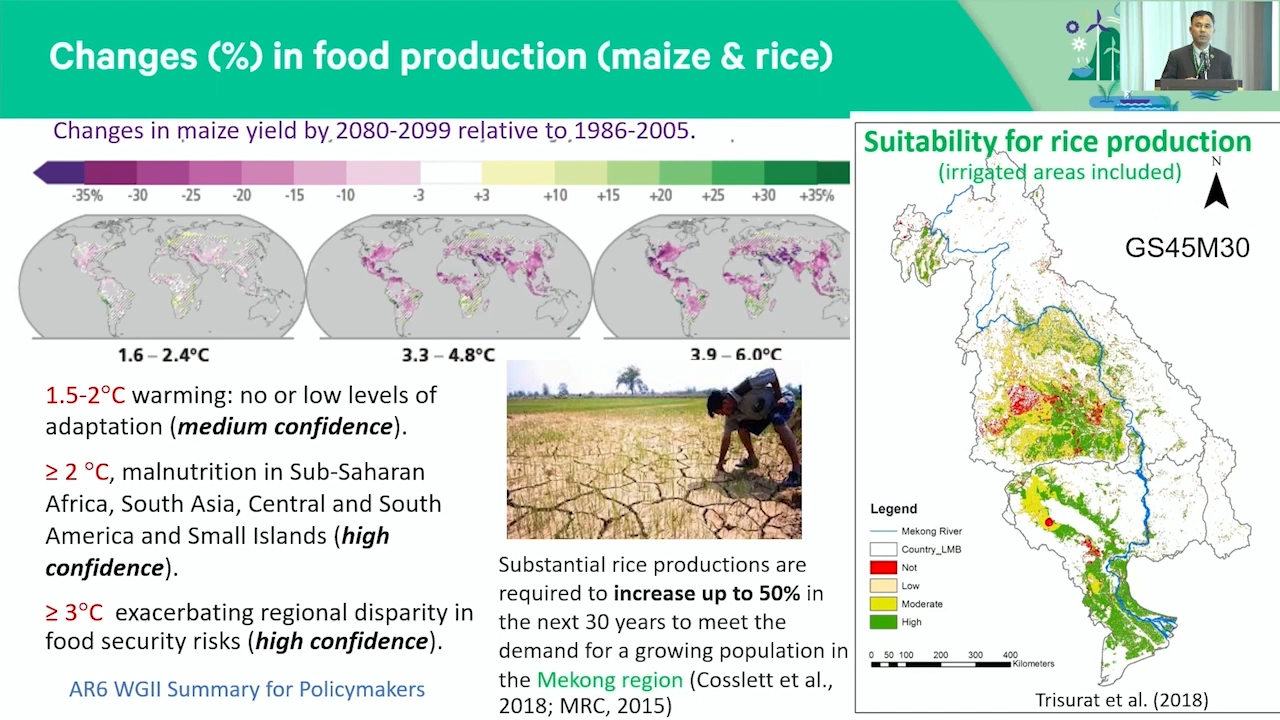 Changes (%) in food production (maize & rice)
Changes in maize yield by 2080-2099 relative to 1986-2005.
-35% -30 -25 -20 -15 -10 -3 +3 +10 +15 +20 +25 +30 +35%
1.6 – 2.4°C
3.3 – 4.8°C
3.9 – 6.0°C
1.5-2°C warming: no or low levels of
adaptation (medium confidence).
≥ 2 °C, malnutrition in Sub-Saharan
Africa, South Asia, Central and South
America and Small Islands (high
confidence).
≥ 3°C exacerbating regional disparity in
food security risks (high confidence).
AR6 WGII Summary for Policymakers
Substantial rice productions are
required to increase up to 50% in
the next 30 years to meet the
demand for a growing population in
the Mekong region (Cosslett et al.,
2018; MRC, 2015)
Suitability for rice production
(irrigated areas included)
N
GS45M30
Legend
Mekong River
Country_LMB
Not
Low
Moderate
High
0 50 100 200 300 400
Kilometers
Trisurat et al. (2018)